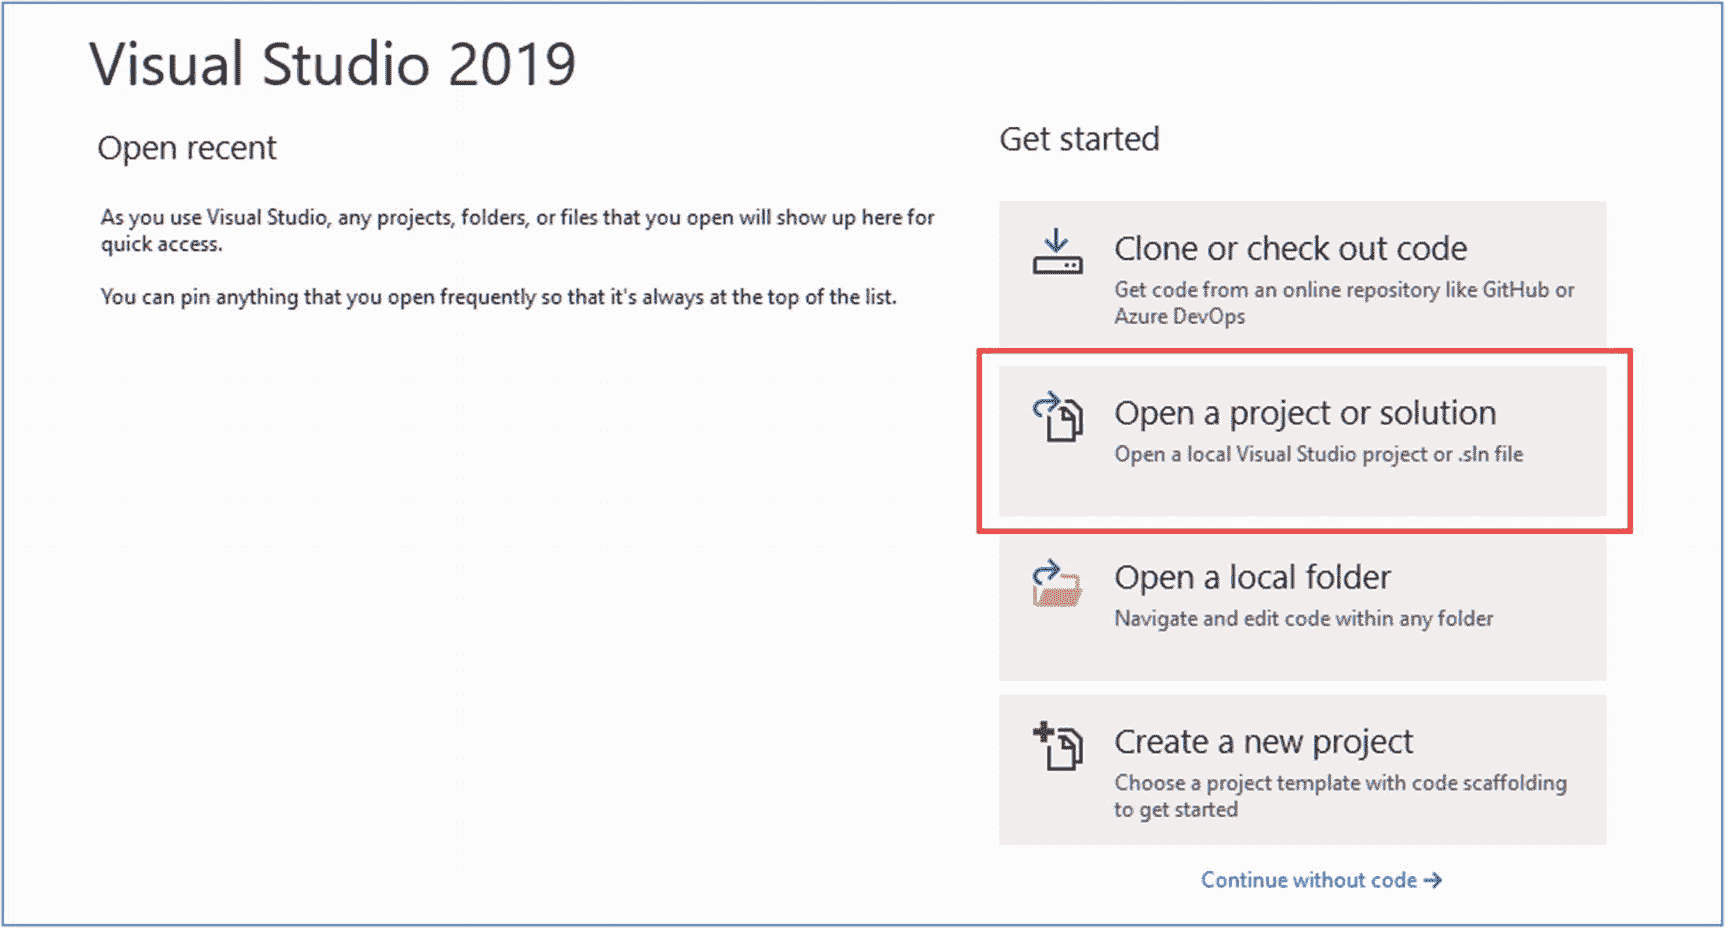 Visual Studio 2019
Open recent
As you use Visual Studio, any projects, folders, or files that you open will show up here for
quick access.
You can pin anything that you open frequently so that it's always at the top of the list.
Get started
Clone or check out code
Get code from an online repository like GitHub or
Azure DevOps
Open a project or solution
Open a local Visual Studio project or .sln file
Open a local folder
Navigate and edit code within any folder
Create a new project
Choose a project template with code scaffolding
to get started
Continue without code →